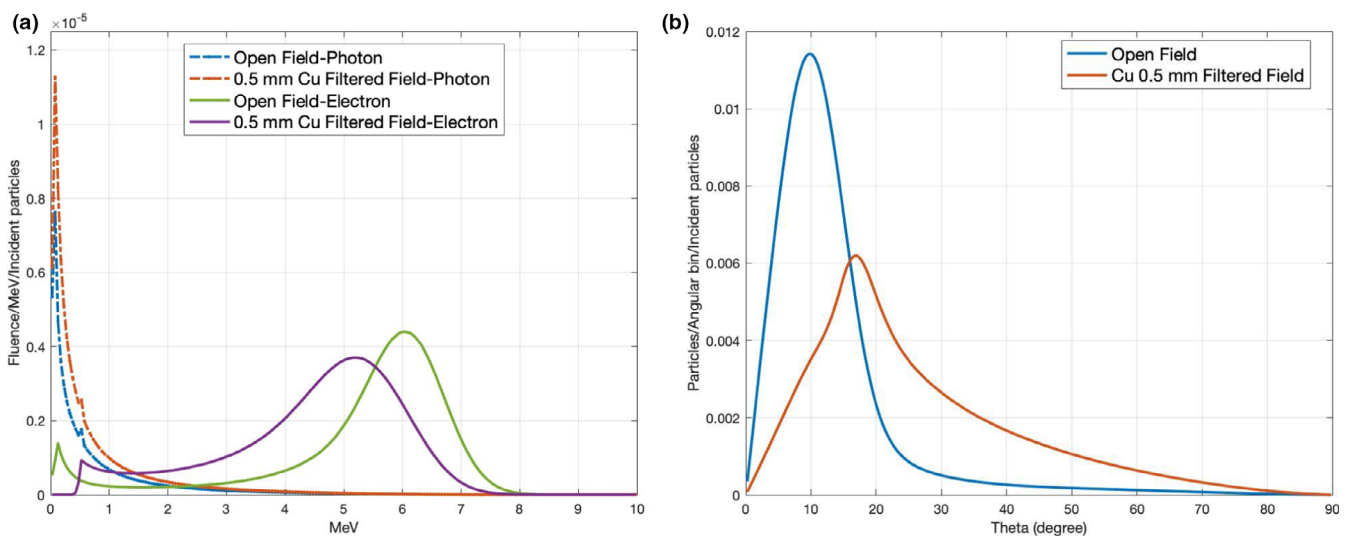 (a)
×10⁻⁵
1.2
1
0.8
0.6
0.4
0.2
0
Fluence/MeV/Incident particles
Open Field-Photon
0.5 mm Cu Filtered Field-Photon
Open Field-Electron
0.5 mm Cu Filtered Field-Electron
0 1 2 3 4 5 6 7 8 9 10
MeV
(b)
0.012
0.011
0.008
0.006
0.004
0.002
0
Particles/Angular bin/Incident particles
Open Field
Cu 0.5 mm Filtered Field
0 10 20 30 40 50 60 70 80 90
Theta (degree)